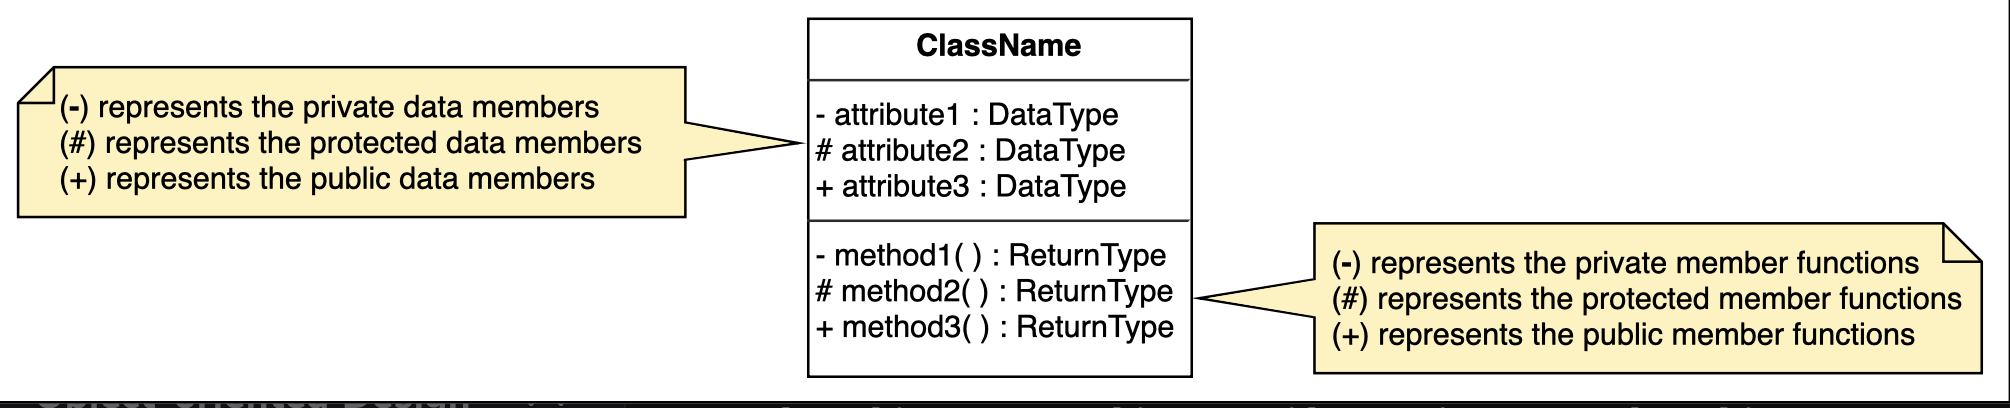 ClassName
(-) represents the private data members
(#) represents the protected data members
(+) represents the public data members
- attribute1 : DataType
# attribute2 : DataType
+ attribute3 : DataType
- method1( ) : ReturnType
# method2( ) : ReturnType
+ method3( ) : ReturnType
(-) represents the private member functions
(#) represents the protected member functions
(+) represents the public member functions